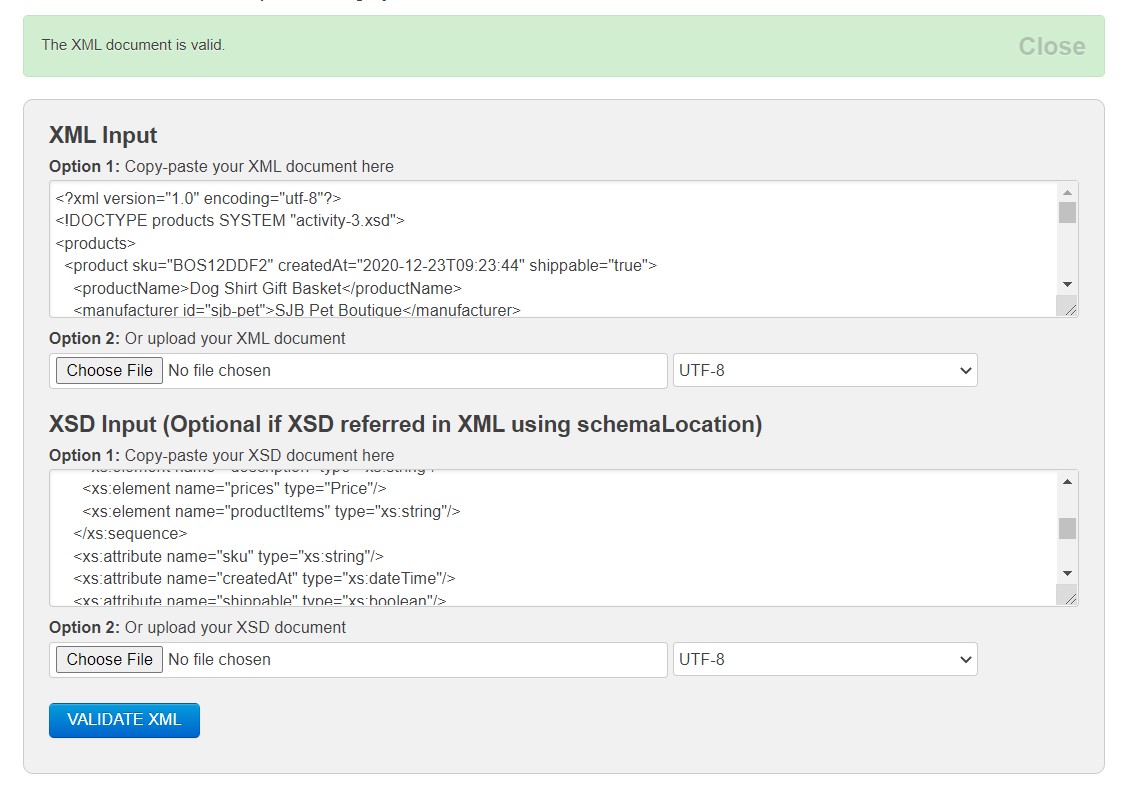 The XML document is valid.
Close
XML Input
Option 1: Copy-paste your XML document here
<?xml version="1.0" encoding="utf-8"?>
<!DOCTYPE products SYSTEM "activity-3.xsd">
<products>
<product sku="BOS12DDF2" createdAt="2020-12-23T09:23:44" shippable="true">
<productName>Dog Shirt Gift Basket</productName>
<manufacturer id="sjb-pet">SJB Pet Boutique</manufacturer>
Option 2: Or upload your XML document
Choose File No file chosen UTF-8
XSD Input (Optional if XSD referred in XML using schemaLocation)
Option 1: Copy-paste your XSD document here
<xs:element name="description" type="xs:string"/
<xs:element name="prices" type="Price"/>
<xs:element name="productItems" type="xs:string"/>
</xs:sequence>
<xs:attribute name="sku" type="xs:string"/>
<xs:attribute name="createdAt" type="xs:dateTime"/>
<xs:attribute name="shippable" type="xs:boolean"/>
Option 2: Or upload your XSD document
Choose File No file chosen UTF-8
VALIDATE XML